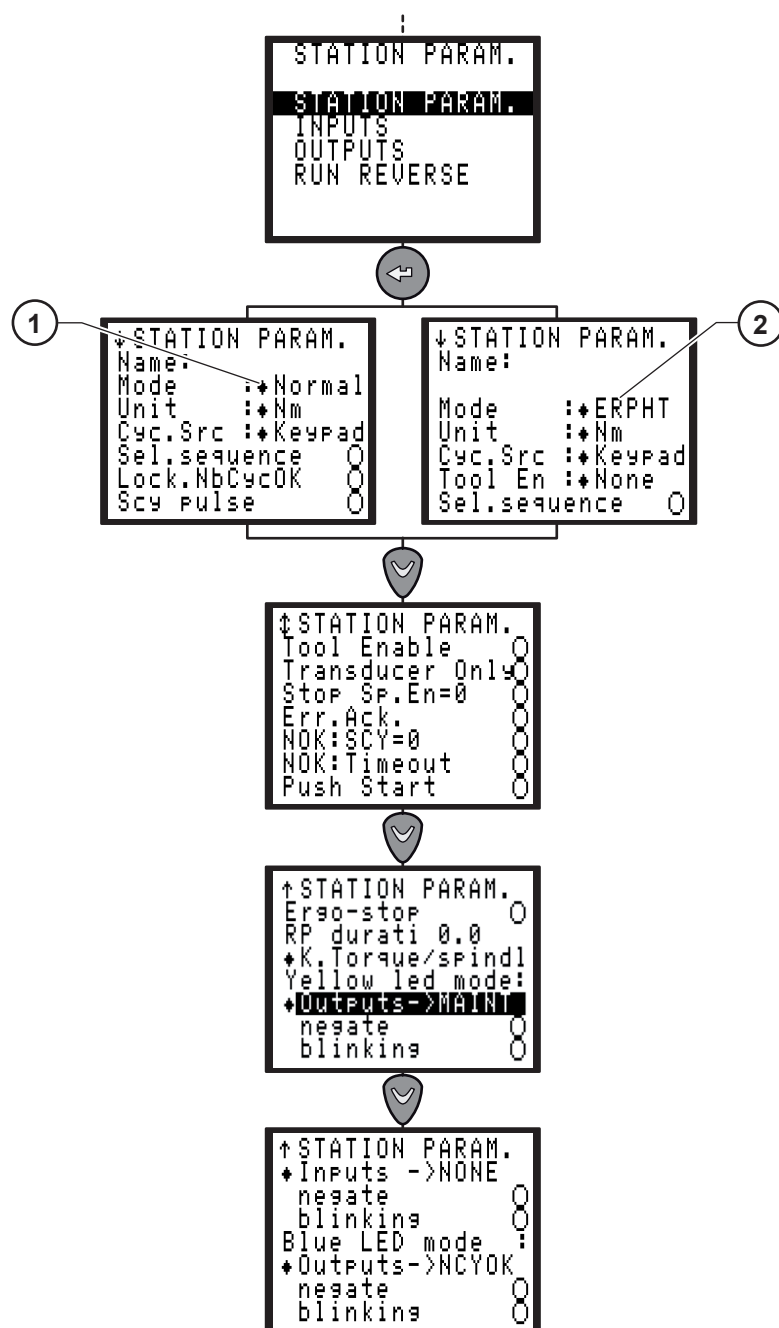 STATION PARAM.
STATION PARAM.
INPUTS
OUTPUTS
RUN REVERSE
1
↓STATION PARAM.
Name:
Mode :♦Normal
Unit :♦Nm
Cyc.Src :♦Keypad
Sel.sequence
Lock.NbCycOK
Scy pulse
2
↓STATION PARAM.
Name:
Mode :♦ERPHT
Unit :♦Nm
Cyc.Src :♦Keypad
Tool En :♦None
Sel.sequence
↕STATION PARAM.
Tool Enable
Transducer Only
Stop Sp.En=0
Err.Ack.
NOK:SCY=0
NOK:Timeout
Push Start
↑STATION PARAM.
Ergo-stop
RP durati 0.0
♦K.Torque/spindl
Yellow led mode:
♦Outputs->MAINT
negate
blinking
↑STATION PARAM.
♦Inputs ->NONE
negate
blinking
Blue LED mode :
♦Outputs->NCYOK
negate
blinking